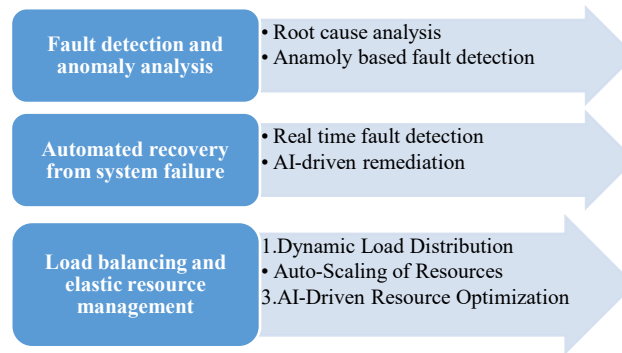 Fault detection and
anomaly analysis
• Root cause analysis
• Anamoly based fault detection
Automated recovery
from system failure
• Real time fault detection
• AI-driven remediation
Load balancing and
elastic resource
management
1.Dynamic Load Distribution
• Auto-Scaling of Resources
3.AI-Driven Resource Optimization